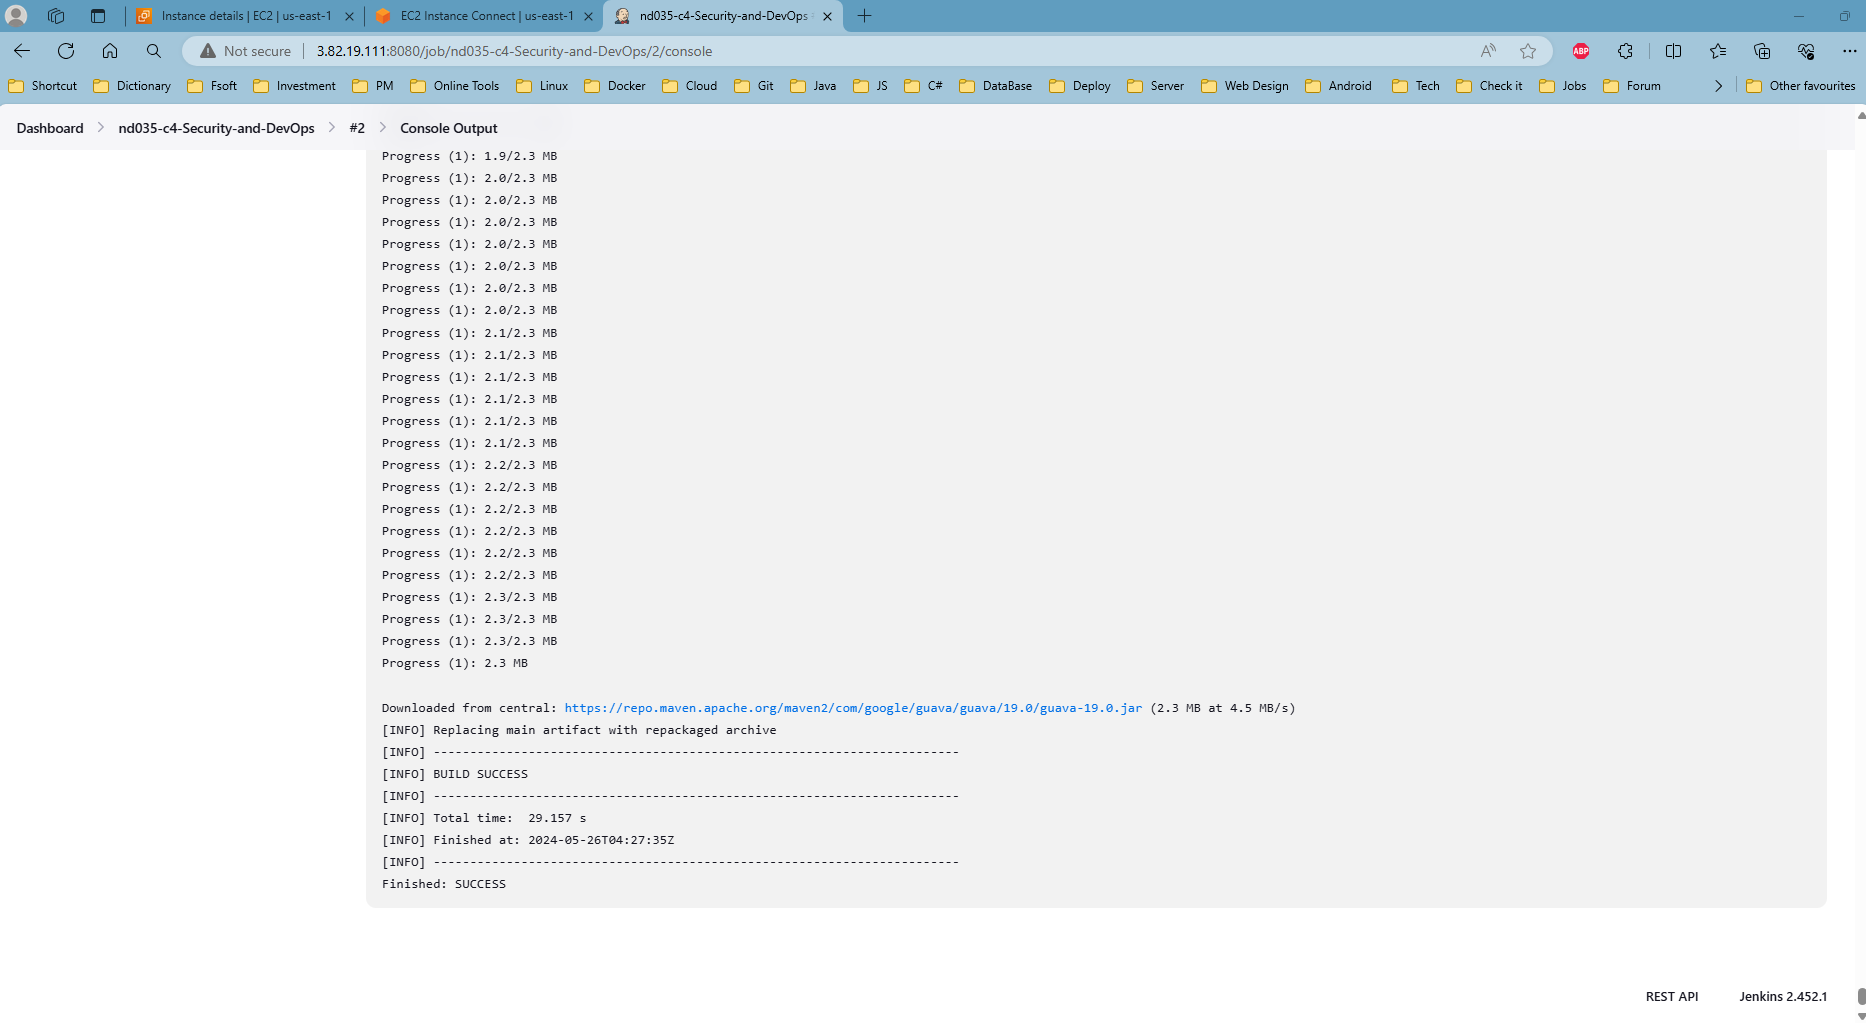 Instance details | EC2 | us-east-1
EC2 Instance Connect | us-east-1
nd035-c4-Security-and-DevOps
Not secure
3.82.19.111:8080/job/nd035-c4-Security-and-DevOps/2/console
ABP
Shortcut
Dictionary
Fsoft
Investment
PM
Online Tools
Linux
Docker
Cloud
Git
Java
JS
C#
DataBase
Deploy
Server
Web Design
Android
Tech
Check it
Jobs
Forum
Other favourites
Dashboard
nd035-c4-Security-and-DevOps
#2
Console Output
Progress (1): 1.9/2.3 MB
Progress (1): 2.0/2.3 MB
Progress (1): 2.0/2.3 MB
Progress (1): 2.0/2.3 MB
Progress (1): 2.0/2.3 MB
Progress (1): 2.0/2.3 MB
Progress (1): 2.0/2.3 MB
Progress (1): 2.0/2.3 MB
Progress (1): 2.1/2.3 MB
Progress (1): 2.1/2.3 MB
Progress (1): 2.1/2.3 MB
Progress (1): 2.1/2.3 MB
Progress (1): 2.1/2.3 MB
Progress (1): 2.1/2.3 MB
Progress (1): 2.2/2.3 MB
Progress (1): 2.2/2.3 MB
Progress (1): 2.2/2.3 MB
Progress (1): 2.2/2.3 MB
Progress (1): 2.2/2.3 MB
Progress (1): 2.2/2.3 MB
Progress (1): 2.3/2.3 MB
Progress (1): 2.3/2.3 MB
Progress (1): 2.3/2.3 MB
Progress (1): 2.3 MB
Downloaded from central: https://repo.maven.apache.org/maven2/com/google/guava/guava/19.0/guava-19.0.jar (2.3 MB at 4.5 MB/s)
[INFO] Replacing main artifact with repackaged archive
[INFO] ------------------------------------------------------------------------
[INFO] BUILD SUCCESS
[INFO] ------------------------------------------------------------------------
[INFO] Total time:  29.157 s
[INFO] Finished at: 2024-05-26T04:27:35Z
[INFO] ------------------------------------------------------------------------
Finished: SUCCESS
REST API
Jenkins 2.452.1